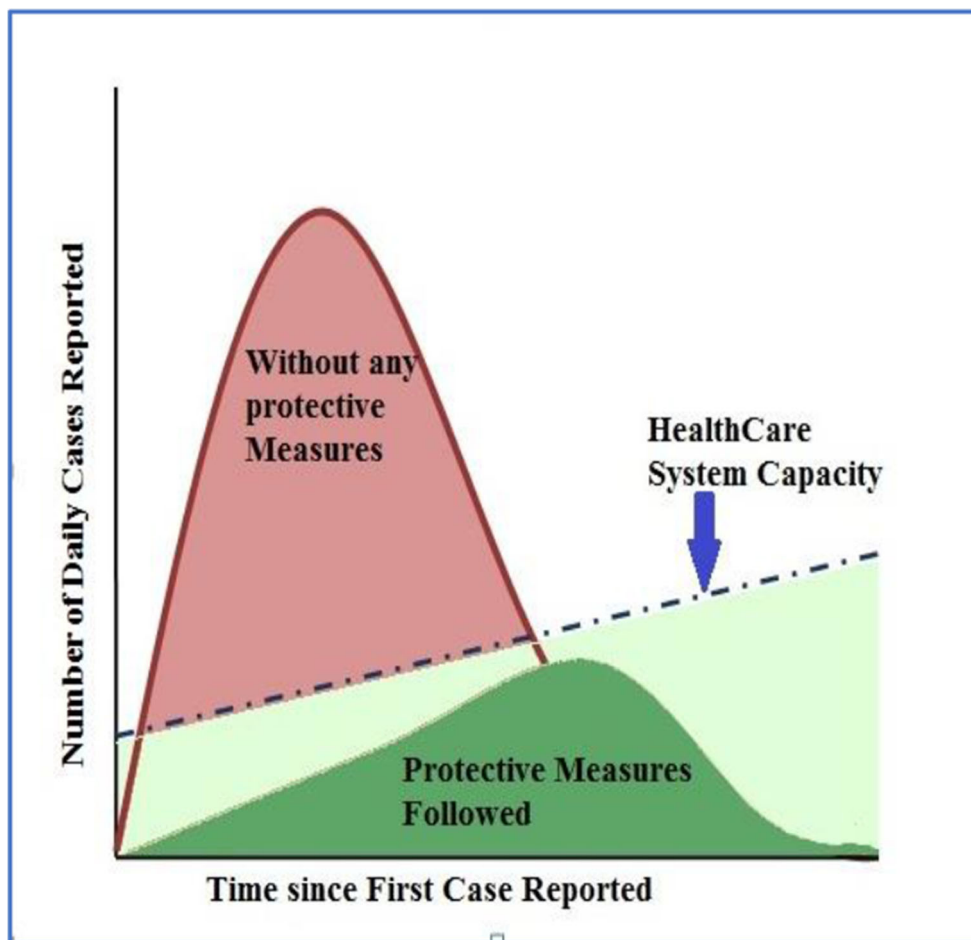 Number of Daily Cases Reported
Without any
protective
Measures
HealthCare
System Capacity
Protective Measures
Followed
Time since First Case Reported